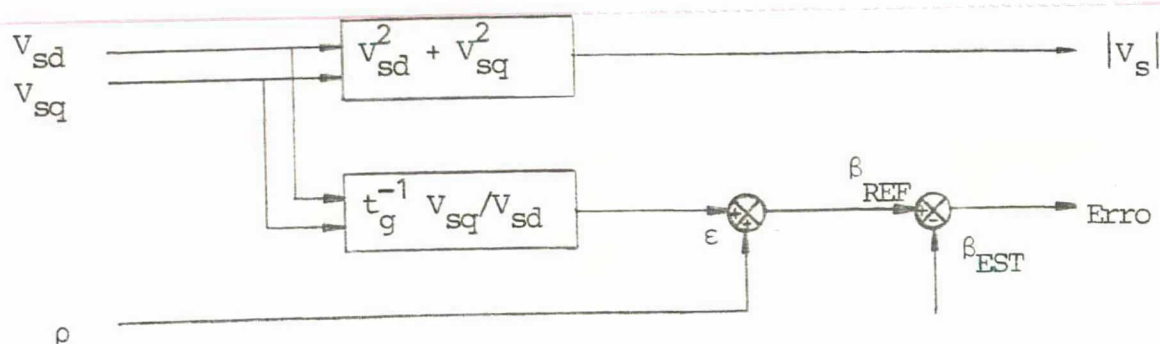 V_sd
V_sq
V²_sd + V²_sq
|V_s|
t_g⁻¹ V_sq/V_sd
ε
+ +
β_REF
+ -
β_EST
Erro
ρ